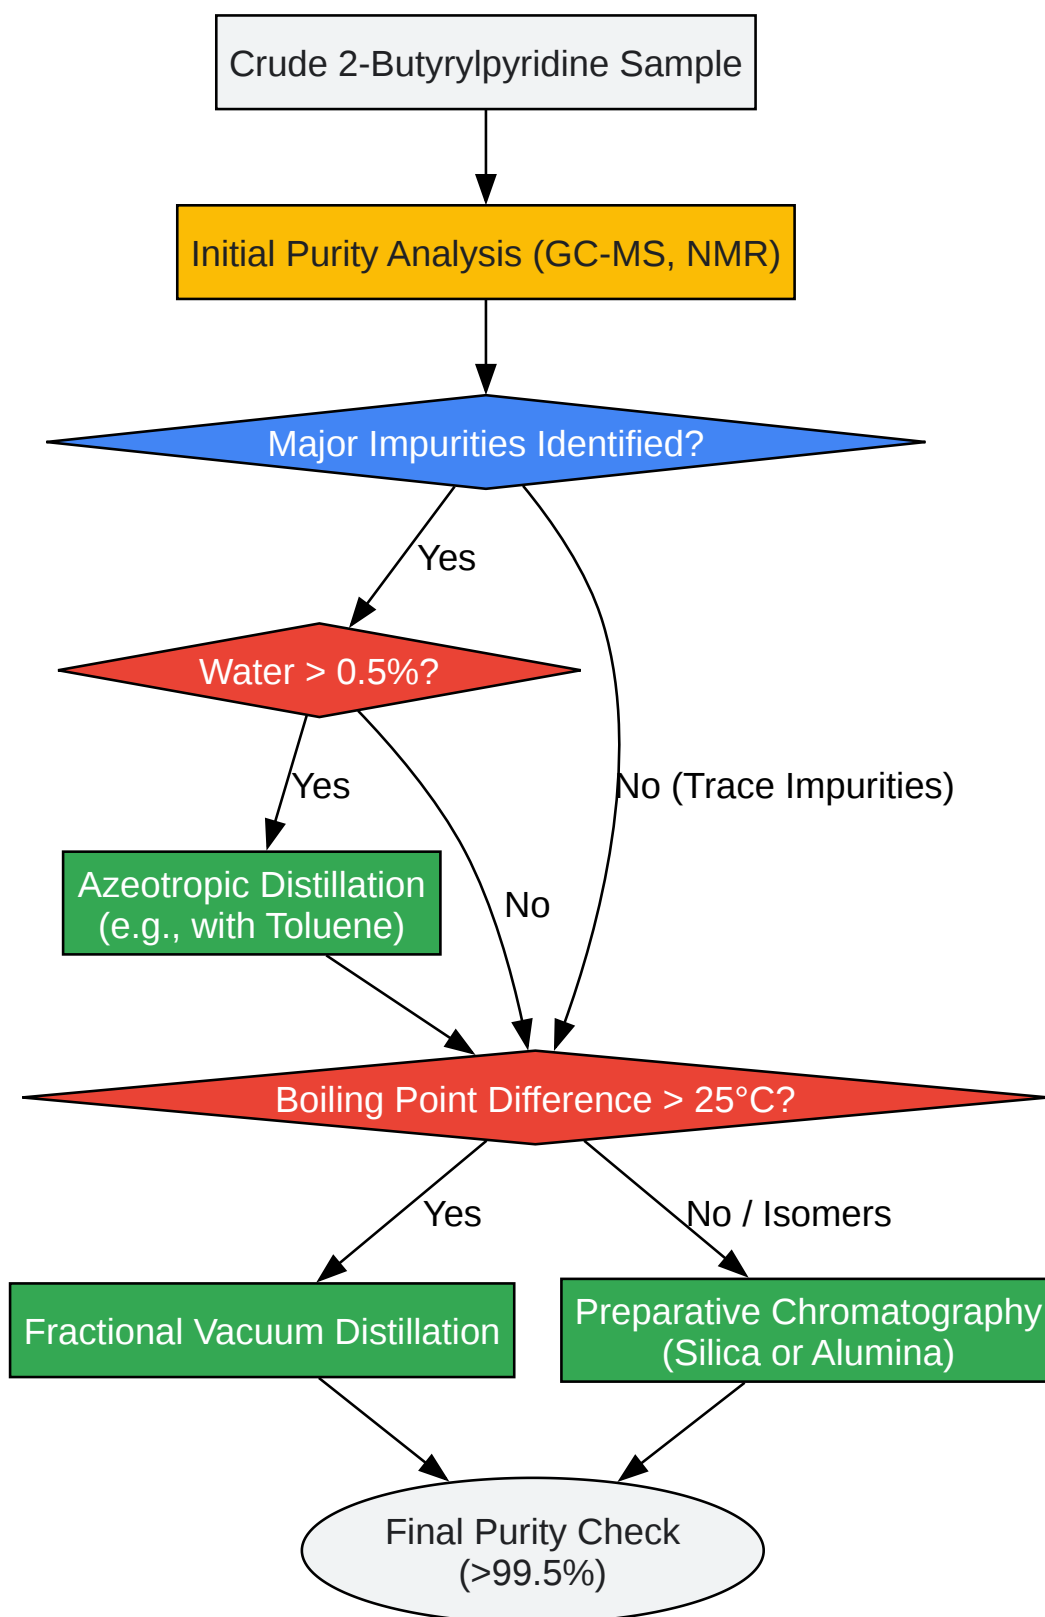 Crude 2-Butyrylpyridine Sample
Initial Purity Analysis (GC-MS, NMR)
Major Impurities Identified?
Yes
Water > 0.5%?
Yes
No (Trace Impurities)
Azeotropic Distillation
(e.g., with Toluene)
No
Boiling Point Difference > 25°C?
Yes
No / Isomers
Fractional Vacuum Distillation
Preparative Chromatography
(Silica or Alumina)
Final Purity Check
(>99.5%)